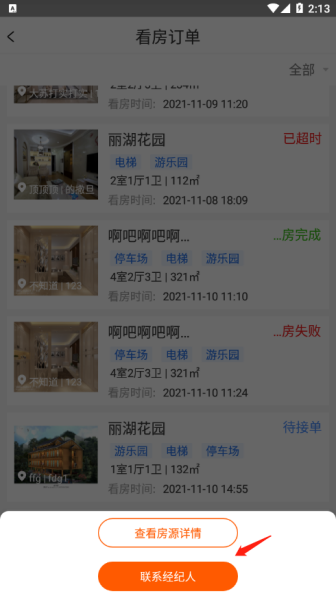 2:13
看房订单
全部
看房时间: 2021-11-09 11:20
丽湖花园
已超时
电梯 游乐园
2室1厅1卫 | 112㎡
看房时间: 2021-11-08 18:09
啊吧啊吧啊...
...房完成
停车场 电梯 游乐园
4室2厅3卫 | 321㎡
不知道 | 123
看房时间: 2021-11-10 11:10
啊吧啊吧啊...
...房失败
停车场 电梯 游乐园
4室2厅3卫 | 321㎡
不知道 | 123
看房时间: 2021-11-10 11:24
丽湖花园
待接单
游乐园 电梯 停车场
1室1厅1卫 | 132㎡
ffq | fdq1
看房时间: 2021-11-10 14:55
查看房源详情
联系经纪人